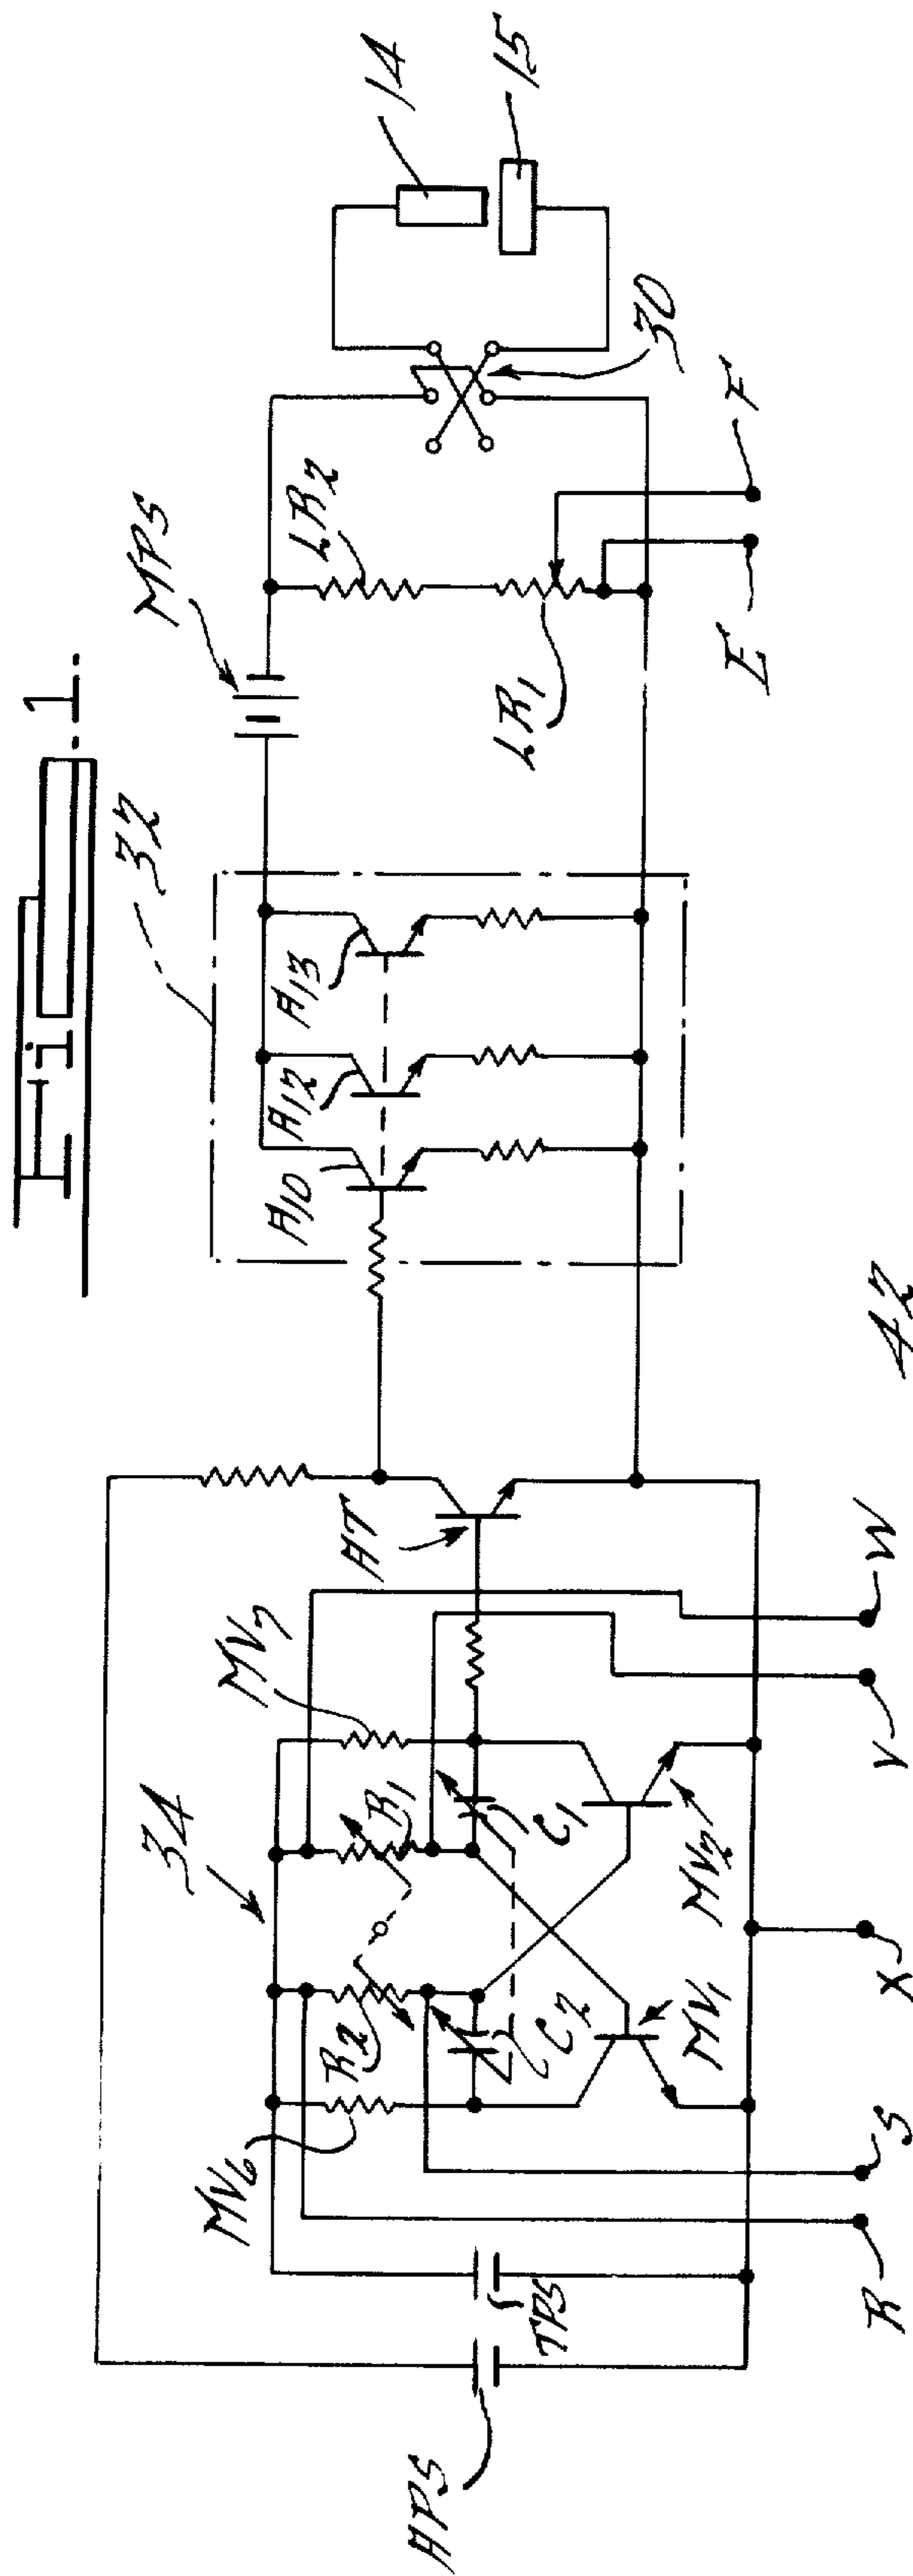 Fig. 1.
MPS
32
14
15
30
LR2
LR1
F
E
A10
A12
A13
AT
34
MV7
R1
C1
MV2
MV6
R2
C2
MV1
APS
TPS
R
S
X
V
W
42